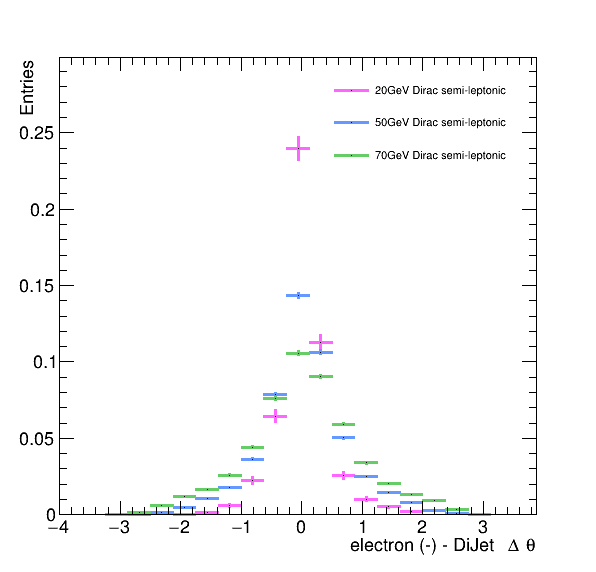 Entries
20GeV Dirac semi-leptonic
50GeV Dirac semi-leptonic
70GeV Dirac semi-leptonic
0.25
0.2
0.15
0.1
0.05
0
−4 −3 −2 −1 0 1 2 3
electron (-) - DiJet Δ θ